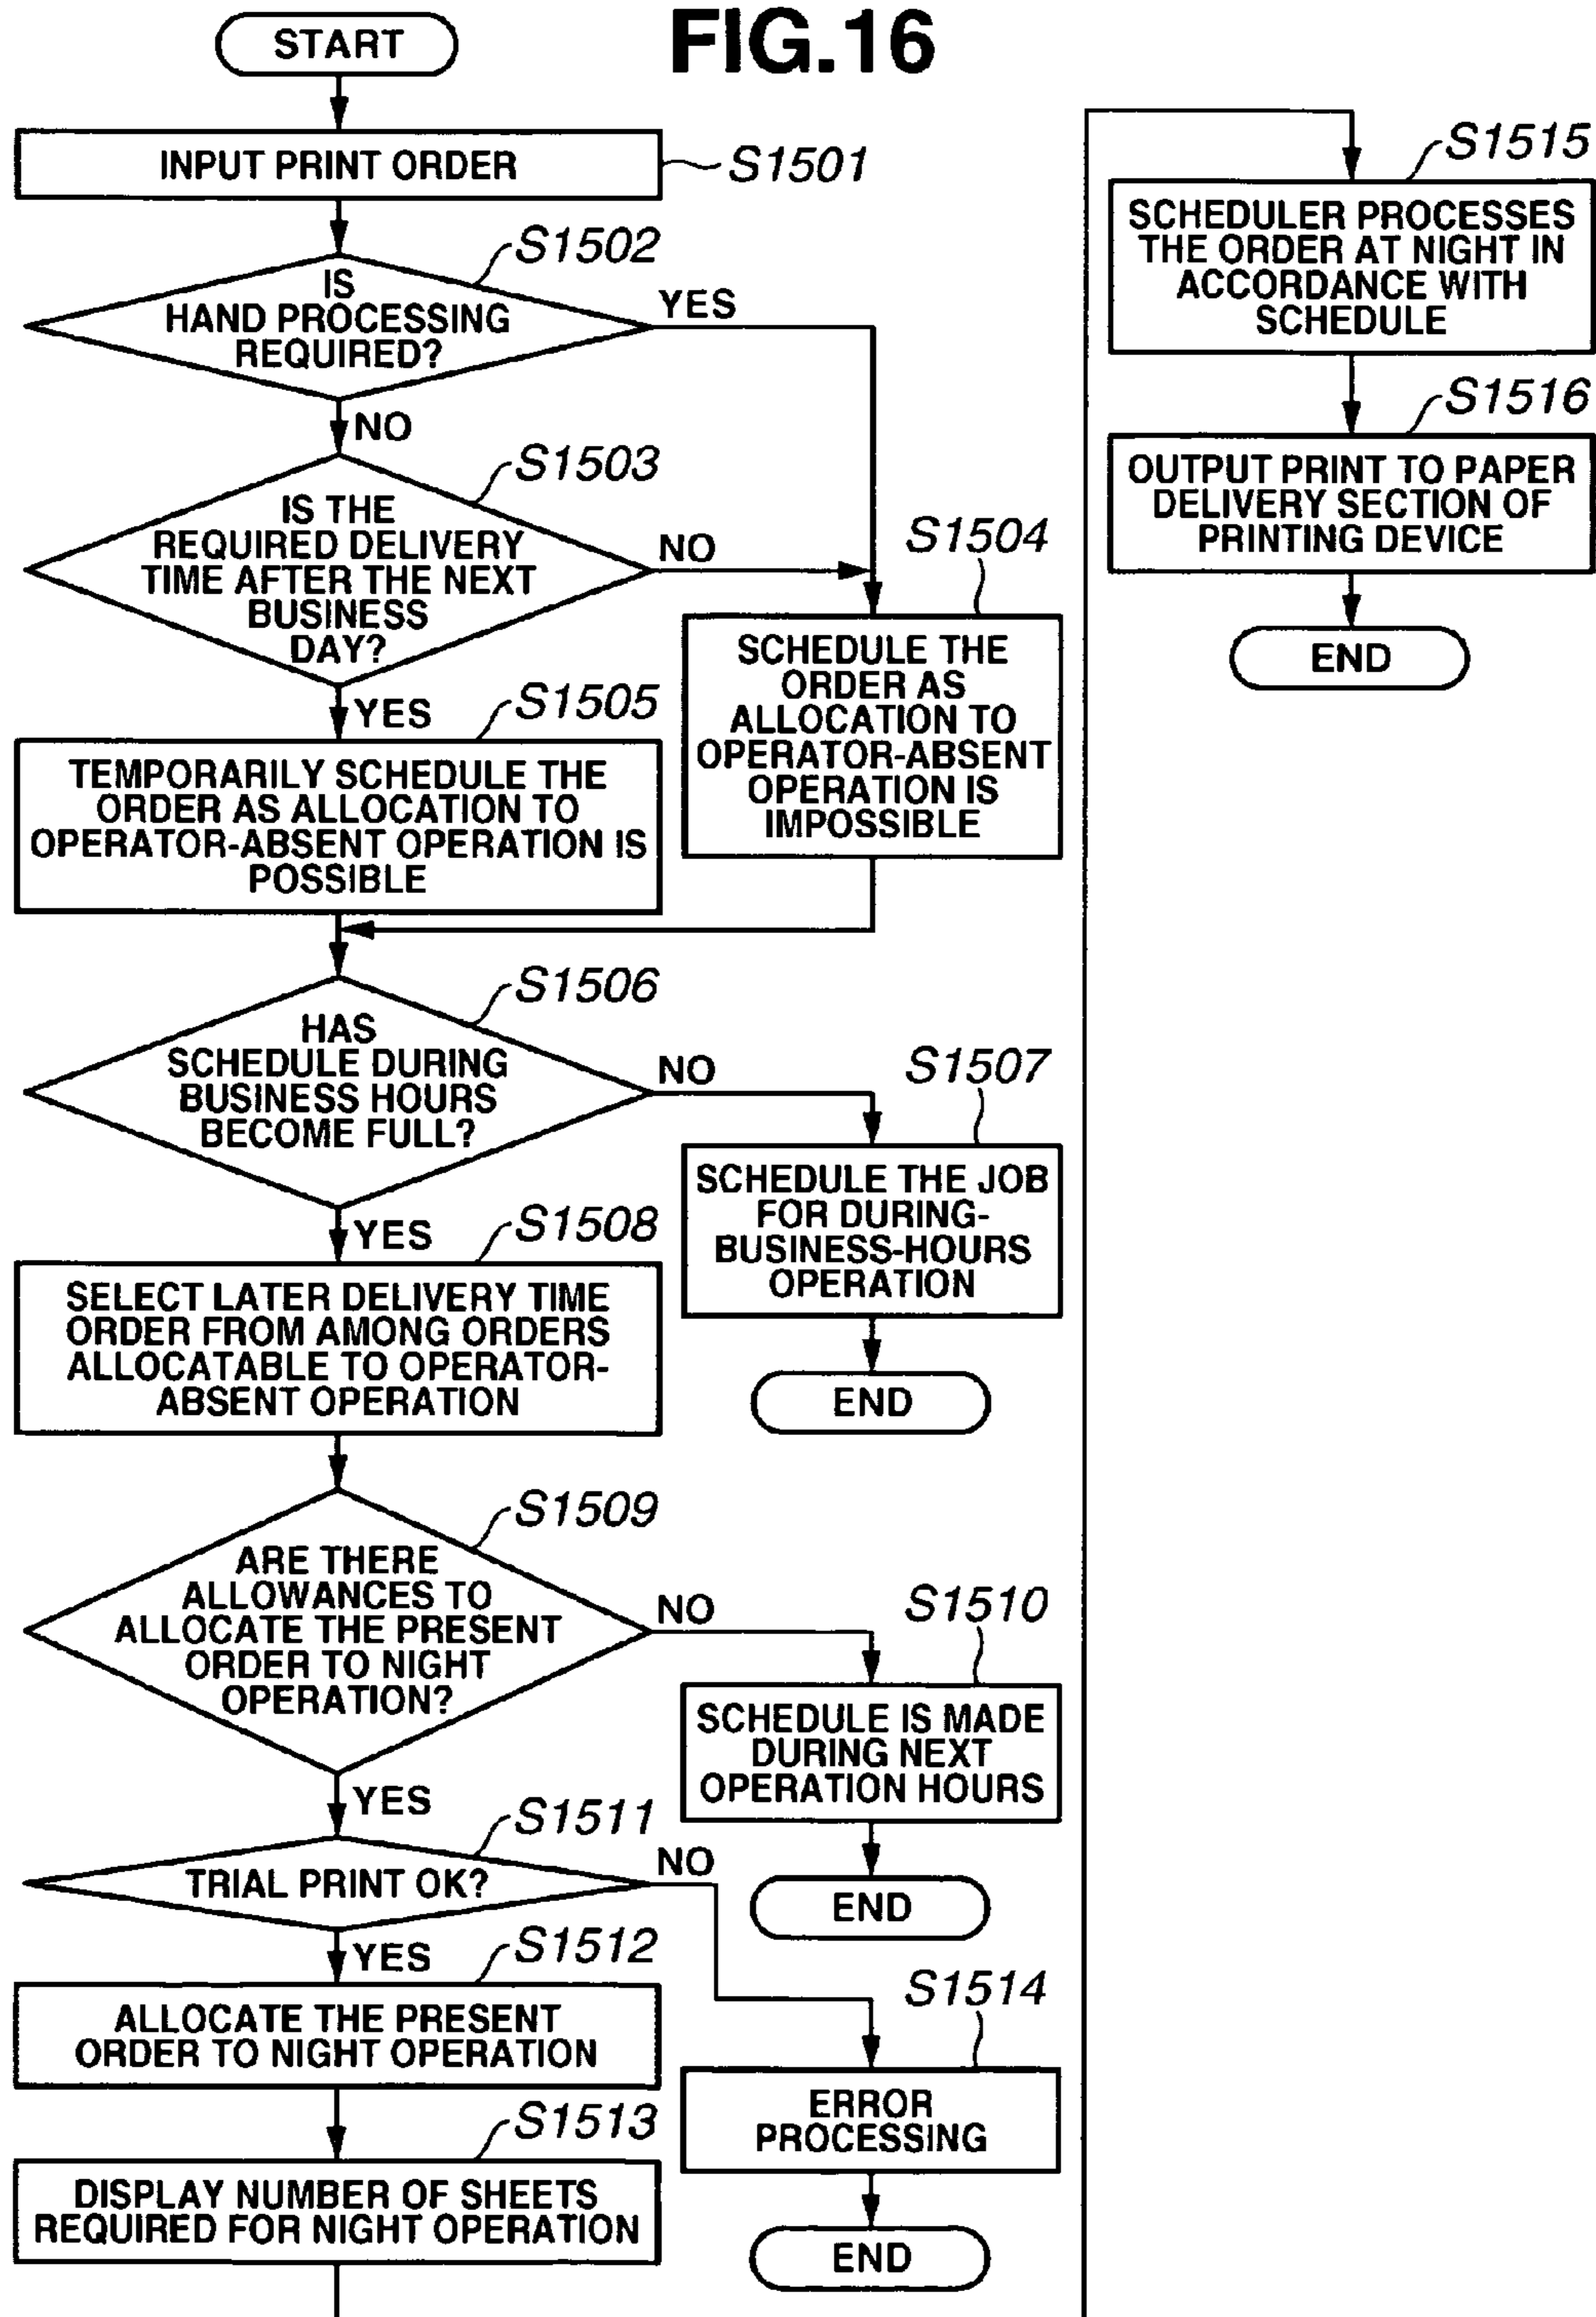 FIG.16
START
INPUT PRINT ORDER
S1501
S1502
IS
HAND PROCESSING
REQUIRED?
YES
NO
S1503
IS THE
REQUIRED DELIVERY
TIME AFTER THE NEXT
BUSINESS
DAY?
NO
YES
S1504
SCHEDULE THE
ORDER AS
ALLOCATION TO
OPERATOR-ABSENT
OPERATION IS
IMPOSSIBLE
S1505
TEMPORARILY SCHEDULE THE
ORDER AS ALLOCATION TO
OPERATOR-ABSENT OPERATION IS
POSSIBLE
S1506
HAS
SCHEDULE DURING
BUSINESS HOURS
BECOME FULL?
NO
YES
S1507
SCHEDULE THE JOB
FOR DURING-
BUSINESS-HOURS
OPERATION
END
S1508
SELECT LATER DELIVERY TIME
ORDER FROM AMONG ORDERS
ALLOCATABLE TO OPERATOR-
ABSENT OPERATION
S1509
ARE THERE
ALLOWANCES TO
ALLOCATE THE PRESENT
ORDER TO NIGHT
OPERATION?
NO
YES
S1510
SCHEDULE IS MADE
DURING NEXT
OPERATION HOURS
END
S1511
TRIAL PRINT OK?
NO
YES
S1512
ALLOCATE THE PRESENT
ORDER TO NIGHT OPERATION
S1513
DISPLAY NUMBER OF SHEETS
REQUIRED FOR NIGHT OPERATION
S1514
ERROR
PROCESSING
END
S1515
SCHEDULER PROCESSES
THE ORDER AT NIGHT IN
ACCORDANCE WITH
SCHEDULE
S1516
OUTPUT PRINT TO PAPER
DELIVERY SECTION OF
PRINTING DEVICE
END